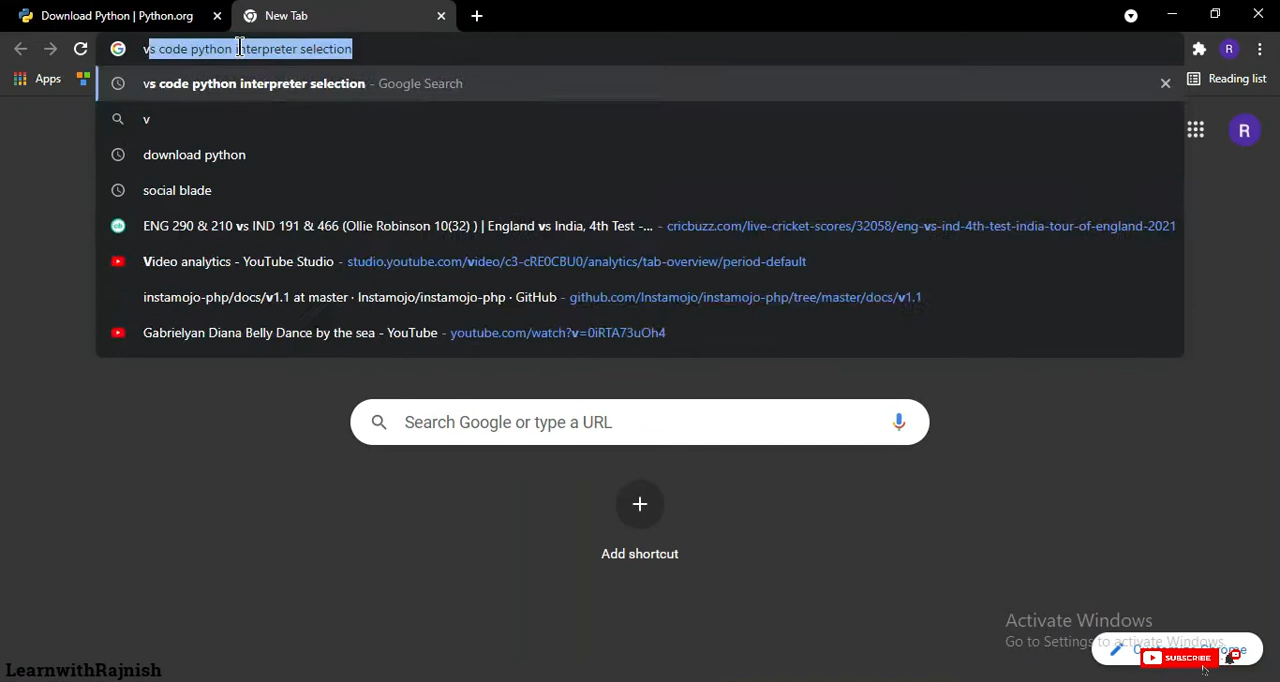 Download Python | Python.org
New Tab
vs code python interpreter selection
Apps
Reading list
vs code python interpreter selection - Google Search
v
R
download python
social blade
ENG 290 & 210 vs IND 191 & 466 (Ollie Robinson 10(32) ) | England vs India, 4th Test -... - cricbuzz.com/live-cricket-scores/32058/eng-vs-ind-4th-test-india-tour-of-england-2021
Video analytics - YouTube Studio - studio.youtube.com/video/c3-cRE0CBU0/analytics/tab-overview/period-default
instamojo-php/docs/v1.1 at master · Instamojo/instamojo-php · GitHub - github.com/Instamojo/instamojo-php/tree/master/docs/v1.1
Gabrielyan Diana Belly Dance by the sea - YouTube - youtube.com/watch?v=0iRTA73uOh4
Search Google or type a URL
Add shortcut
Activate Windows
Go to Settings to activate Windows.
Customize Chrome
SUBSCRIBE
LearnwithRajnish